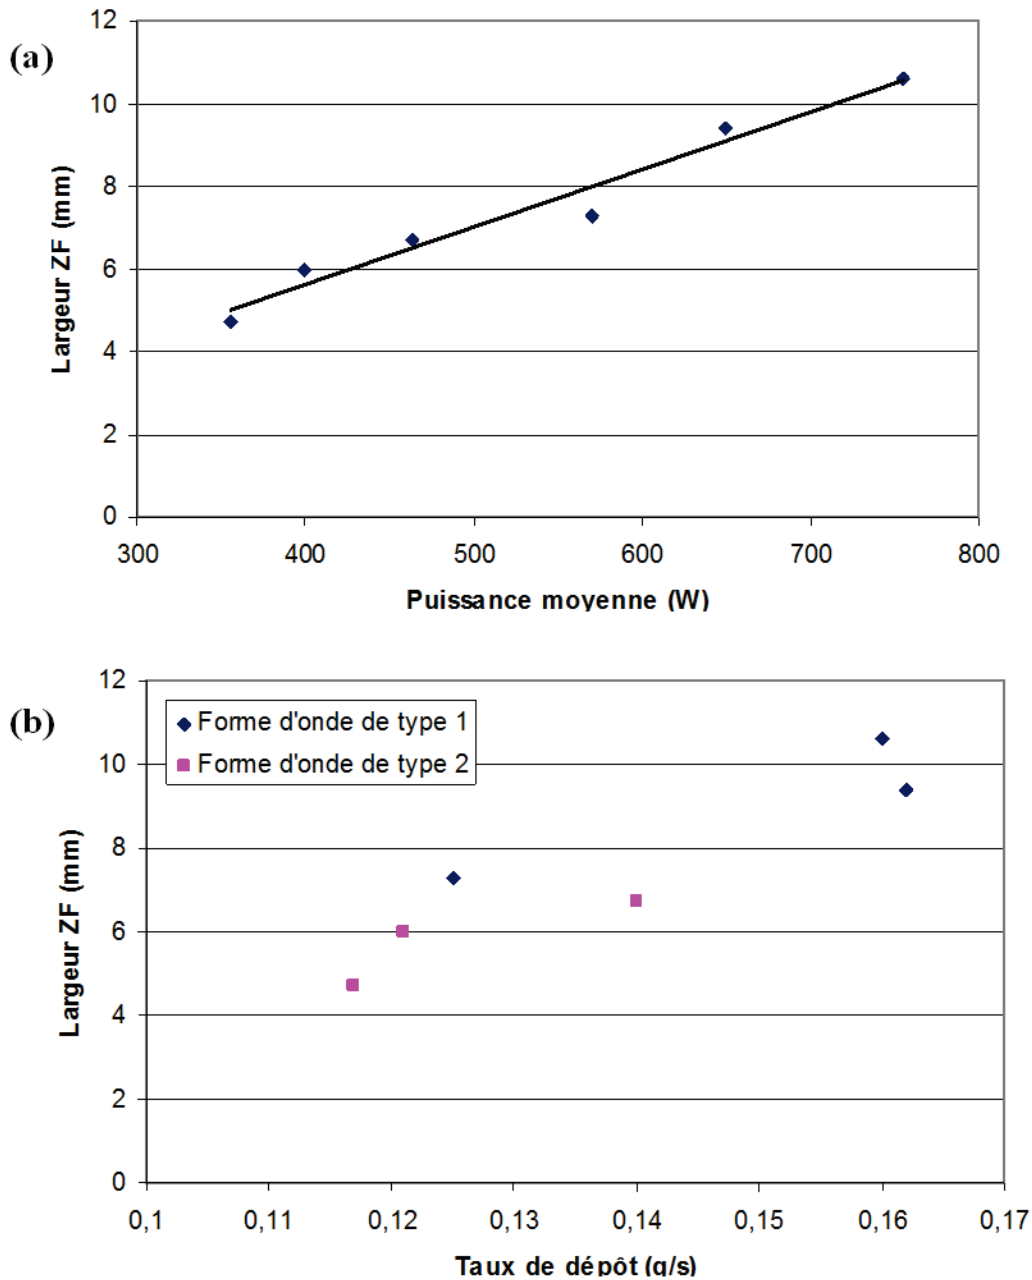 (a)
12
10
8
6
4
2
0
Largeur ZF (mm)
300 400 500 600 700 800
Puissance moyenne (W)
(b)
12
10
8
6
4
2
0
Largeur ZF (mm)
Forme d'onde de type 1
Forme d'onde de type 2
0,1 0,11 0,12 0,13 0,14 0,15 0,16 0,17
Taux de dépôt (g/s)